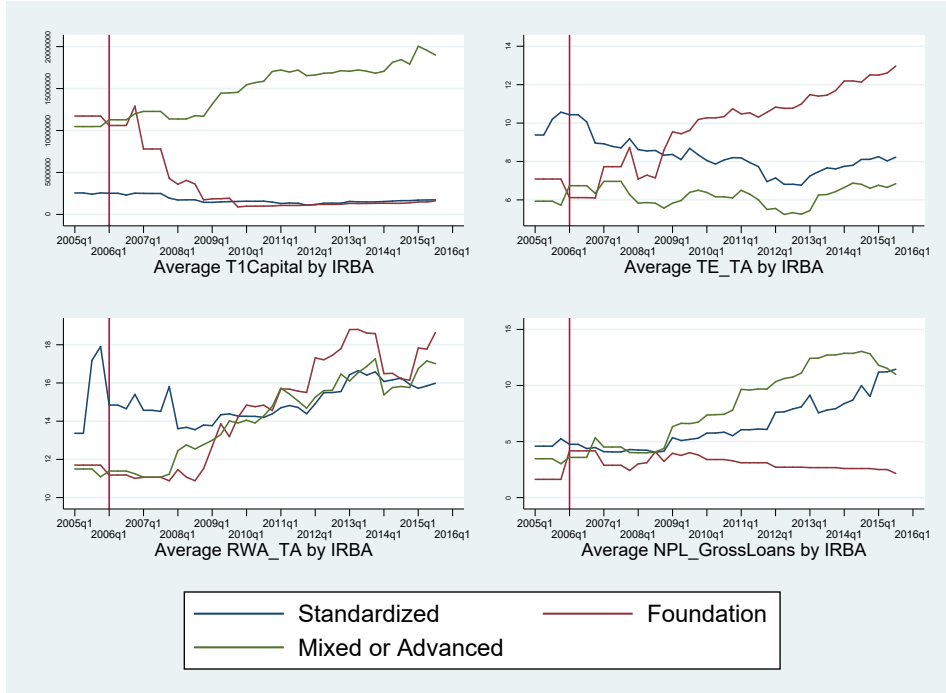 20000000
15000000
10000000
5000000
0
2005q1 2007q1 2009q1 2011q1 2013q1 2015q1
2006q1 2008q1 2010q1 2012q1 2014q1 2016q1
Average T1Capital by IRBA
14
12
10
8
6
2005q1 2007q1 2009q1 2011q1 2013q1 2015q1
2006q1 2008q1 2010q1 2012q1 2014q1 2016q1
Average TE_TA by IRBA
18
16
14
12
10
2005q1 2007q1 2009q1 2011q1 2013q1 2015q1
2006q1 2008q1 2010q1 2012q1 2014q1 2016q1
Average RWA_TA by IRBA
15
10
5
0
2005q1 2007q1 2009q1 2011q1 2013q1 2015q1
2006q1 2008q1 2010q1 2012q1 2014q1 2016q1
Average NPL_GrossLoans by IRBA
Standardized Foundation
Mixed or Advanced